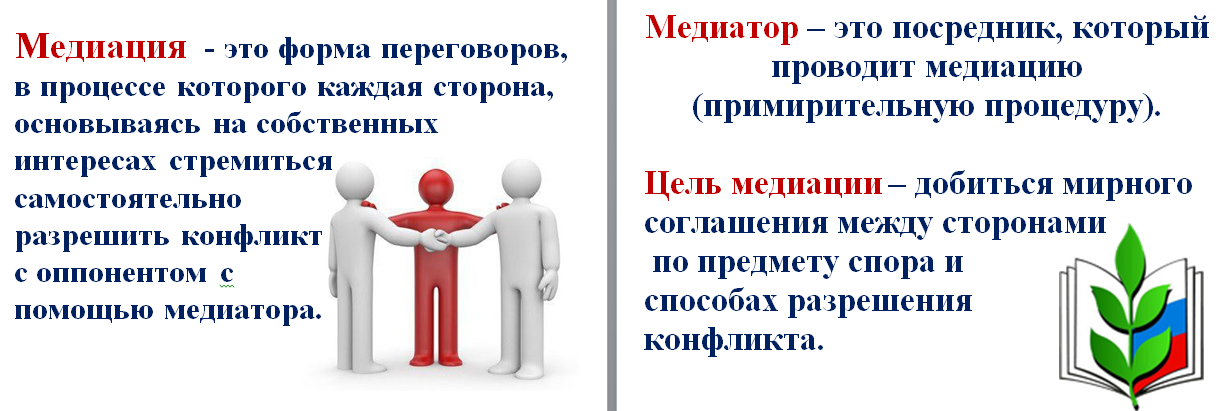 Медиация - это форма переговоров,
в процессе которого каждая сторона,
основываясь на собственных
интересах стремиться
самостоятельно
разрешить конфликт
с оппонентом с
помощью медиатора.
Медиатор – это посредник, который
проводит медиацию
(примирительную процедуру).
Цель медиации – добиться мирного
соглашения между сторонами
по предмету спора и
способах разрешения
конфликта.